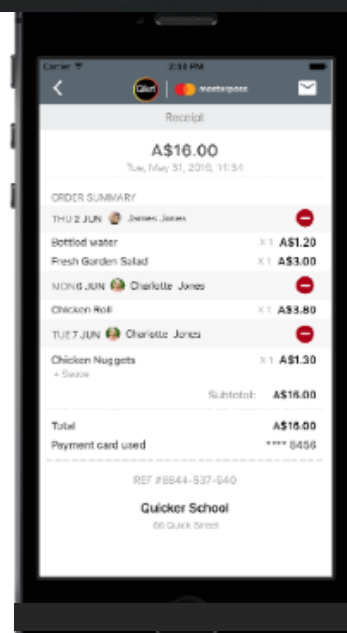 Carrier 2:51 PM
Qkr! masterpass
Receipt
A$16.00
Tue, May 31, 2016, 11:34
ORDER SUMMARY
THU 2 JUN James Jones
Bottled water X 1 A$1.20
Fresh Garden Salad X 1 A$3.00
MON 6 JUN Charlotte Jones
Chicken Roll X 1 A$3.80
TUE 7 JUN Charlotte Jones
Chicken Nuggets X 1 A$1.30
+ Sauce
Subtotal: A$16.00
Total A$16.00
Payment card used **** 8456
REF #8844-537-940
Quicker School
66 Quick Street